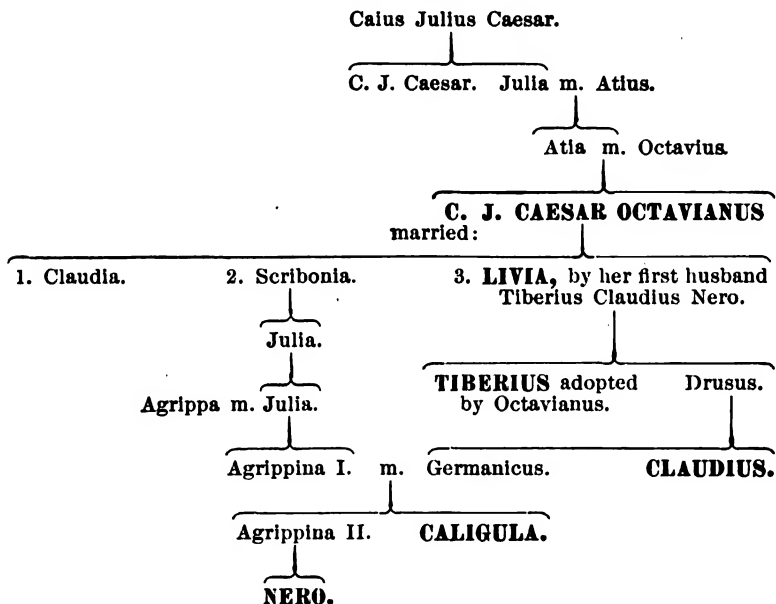 Caius Julius Caesar.
C. J. Caesar. Julia m. Atius.
Atia m. Octavius.
C. J. CAESAR OCTAVIANUS
married:
1. Claudia. 2. Scribonia. 3. LIVIA, by her first husband
Tiberius Claudius Nero.
Julia.
TIBERIUS adopted Drusus.
by Octavianus.
Agrippa m. Julia.
Agrippina I. m. Germanicus. CLAUDIUS.
Agrippina II. CALIGULA.
NERO.